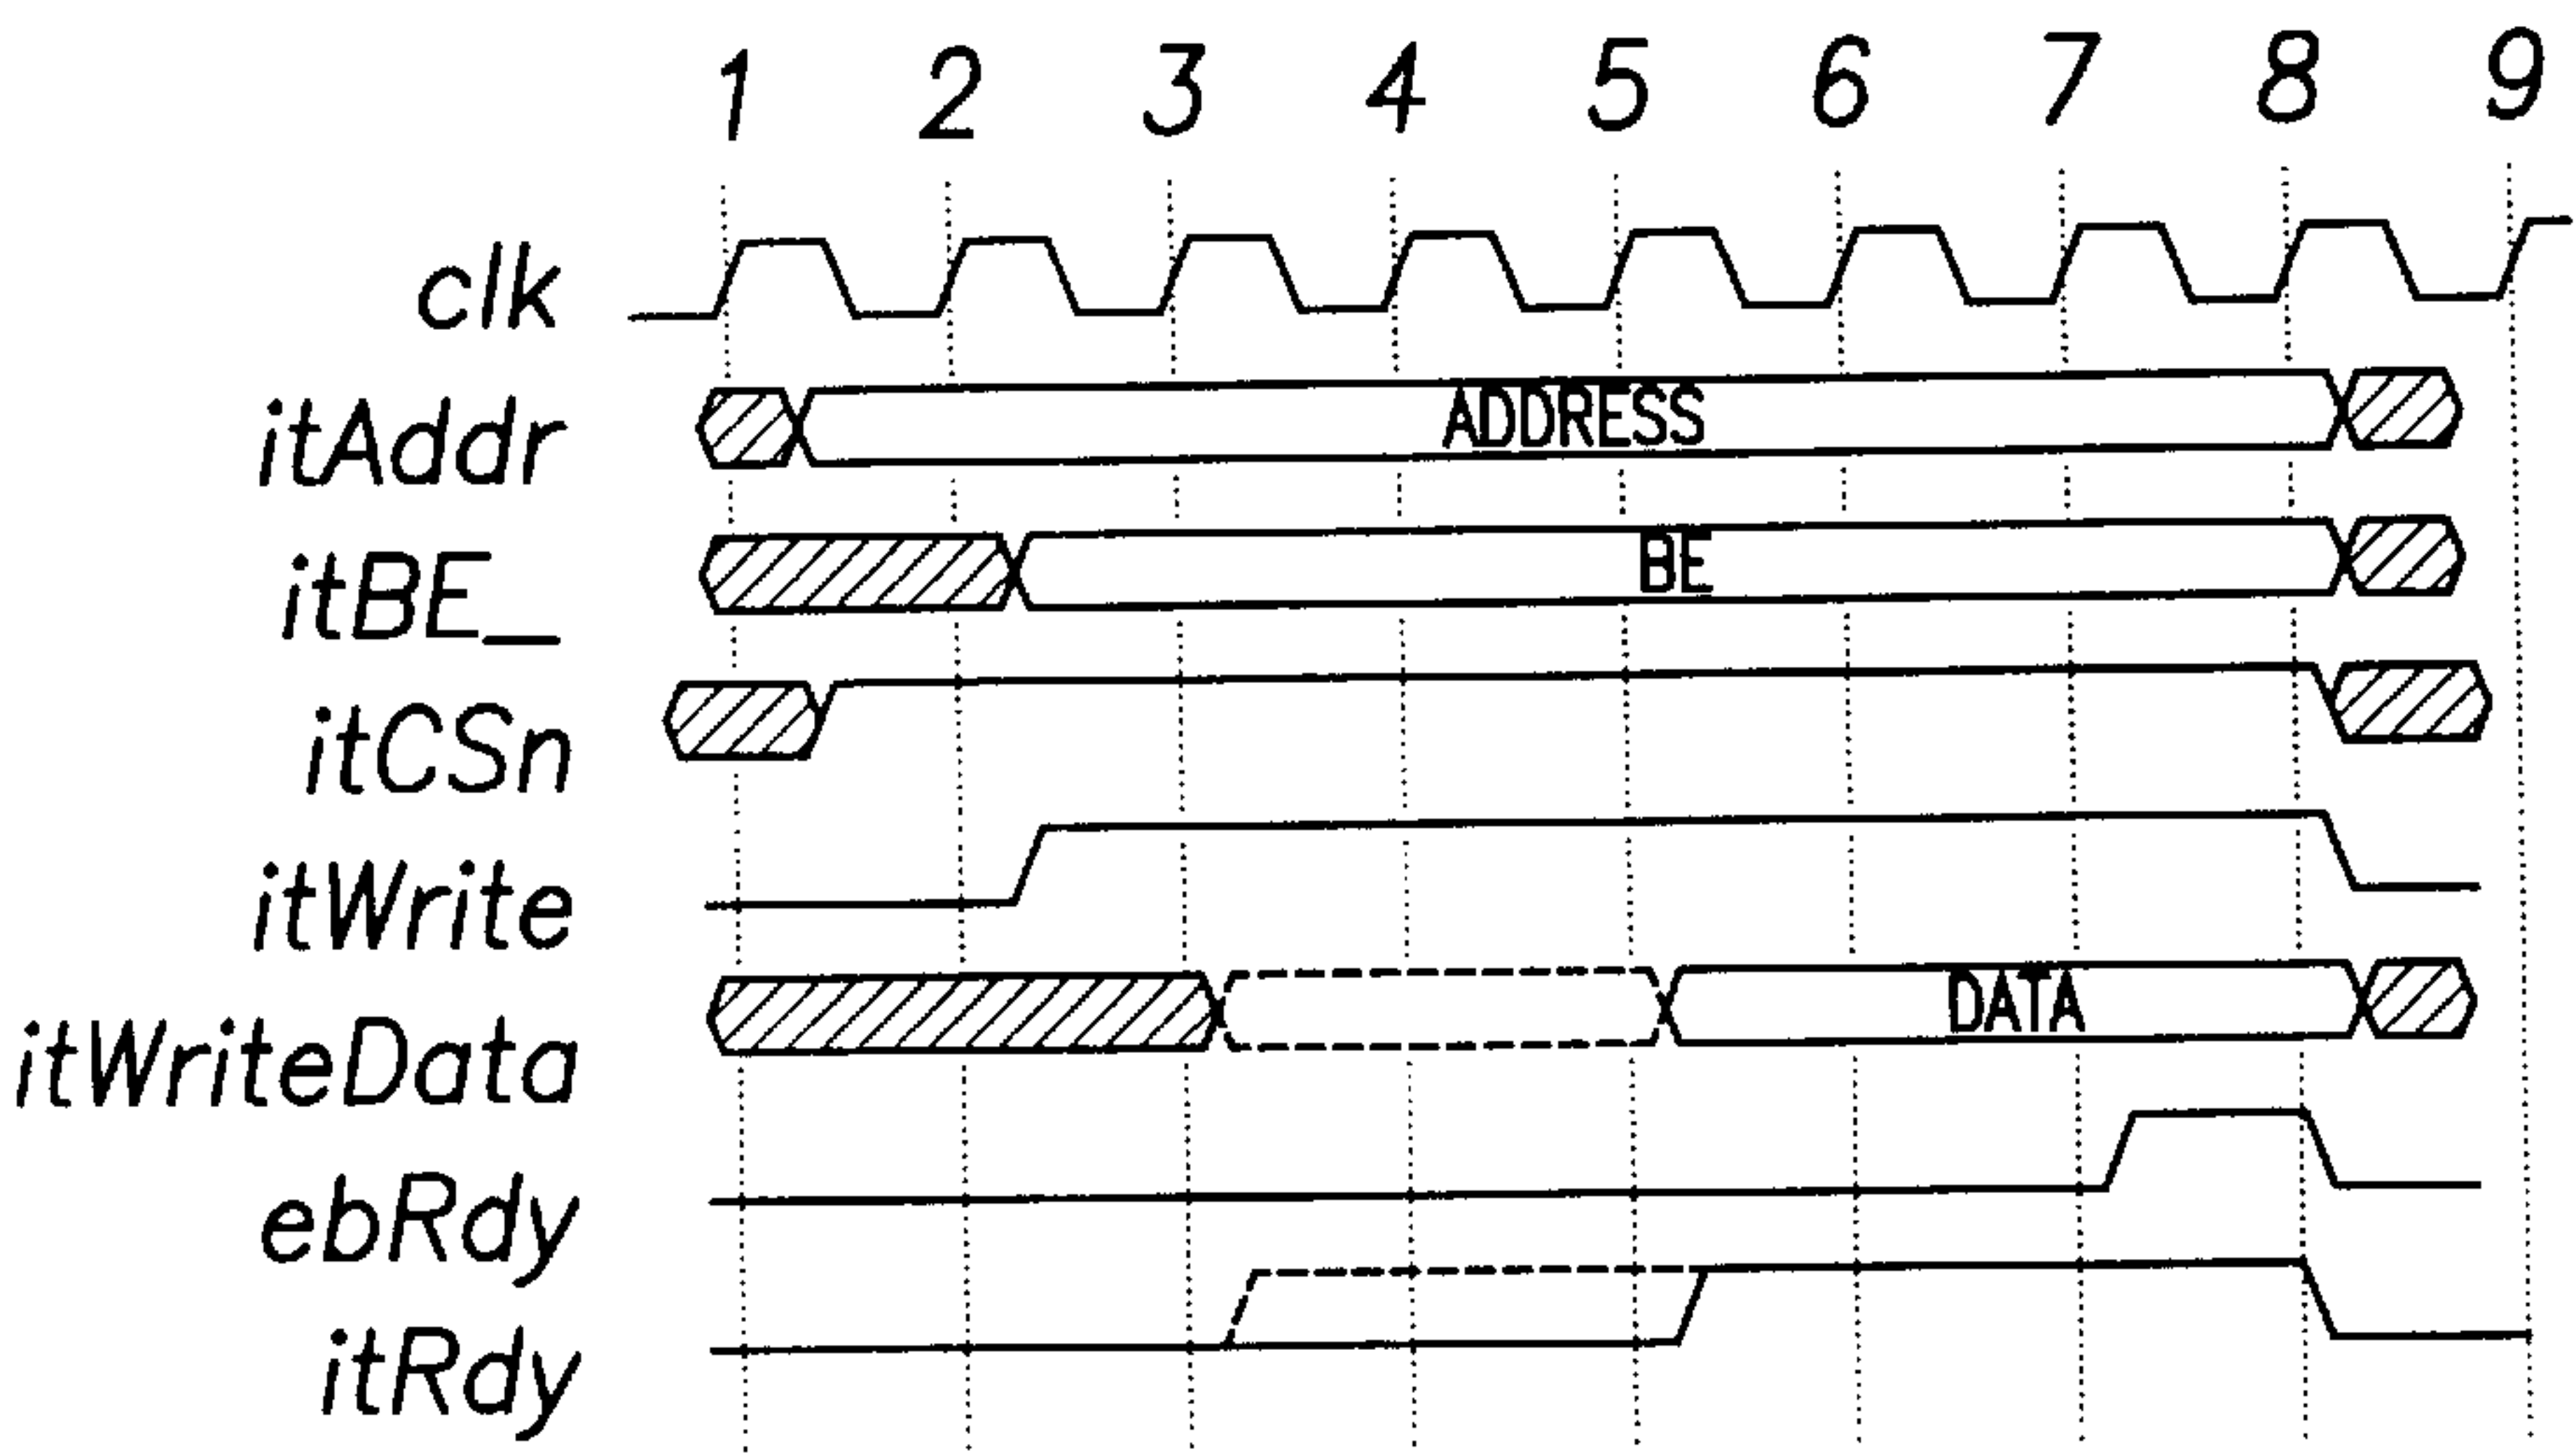 1 2 3 4 5 6 7 8 9
clk
itAddr ADDRESS
itBE_ BE
itCSn
itWrite
itWriteData DATA
ebRdy
itRdy